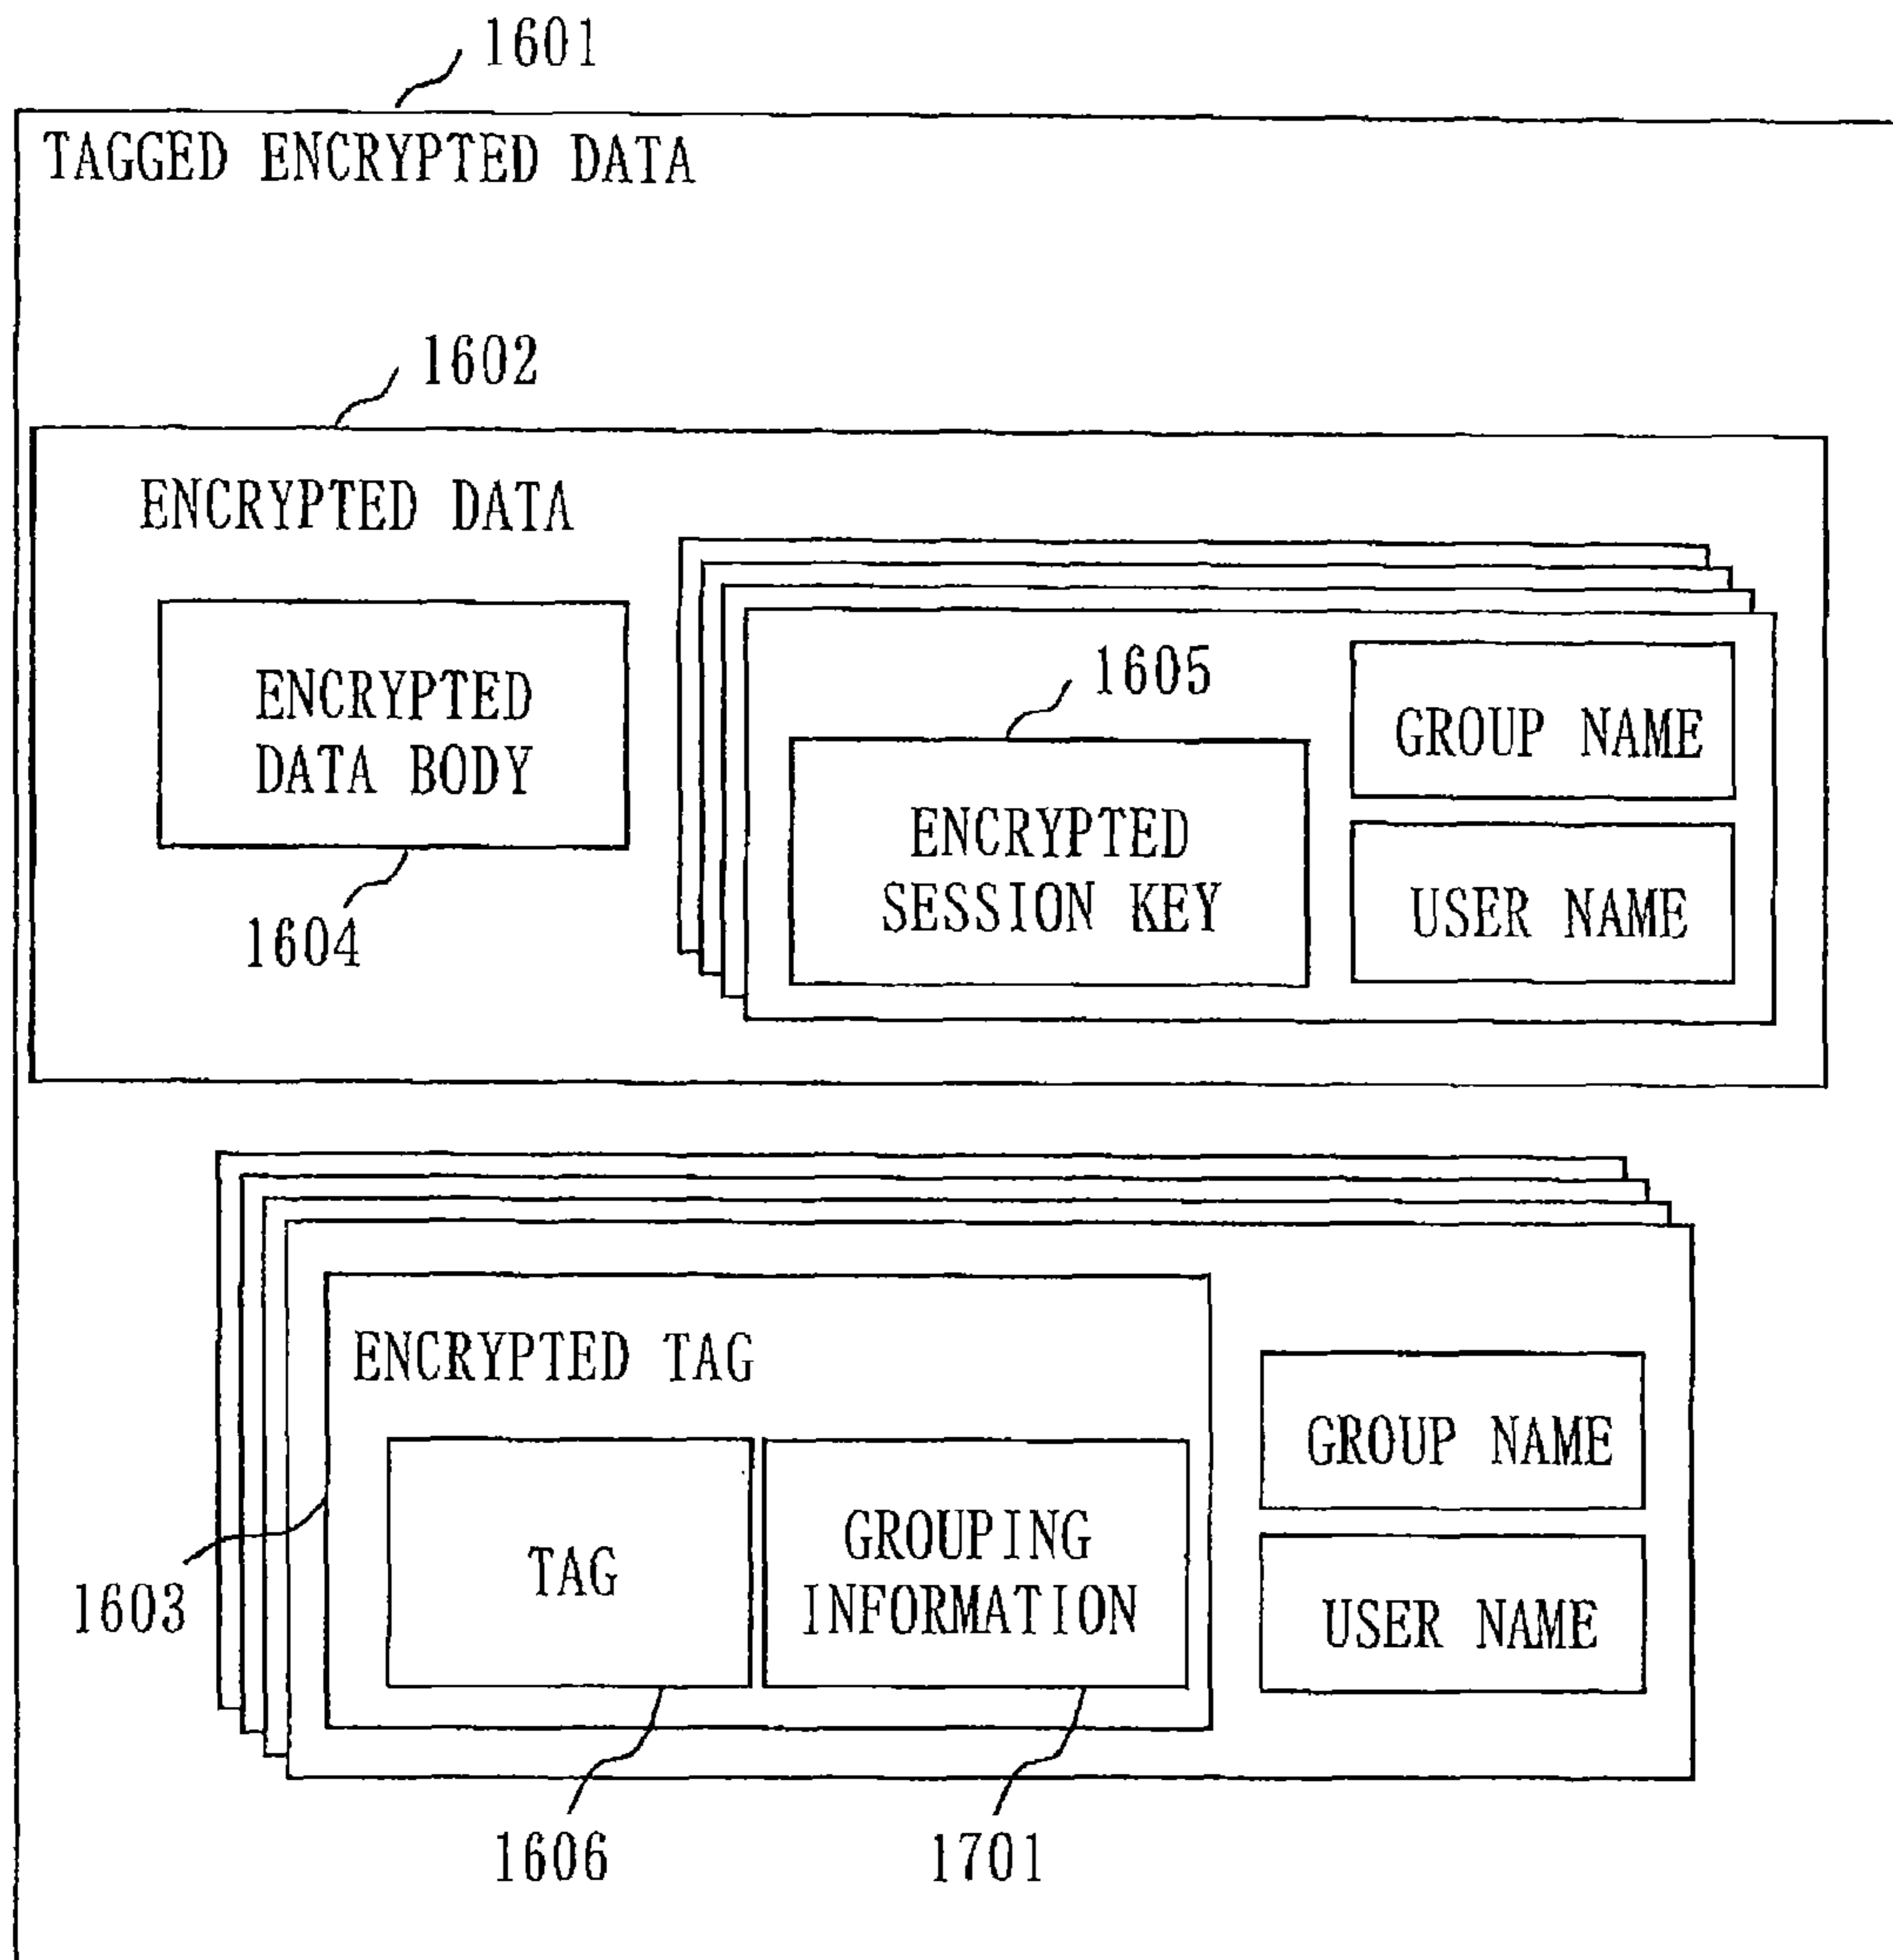 1601
TAGGED ENCRYPTED DATA
1602
ENCRYPTED DATA
ENCRYPTED
DATA BODY
1604
1605
ENCRYPTED
SESSION KEY
GROUP NAME
USER NAME
ENCRYPTED TAG
1603
TAG
GROUPING
INFORMATION
GROUP NAME
USER NAME
1606
1701